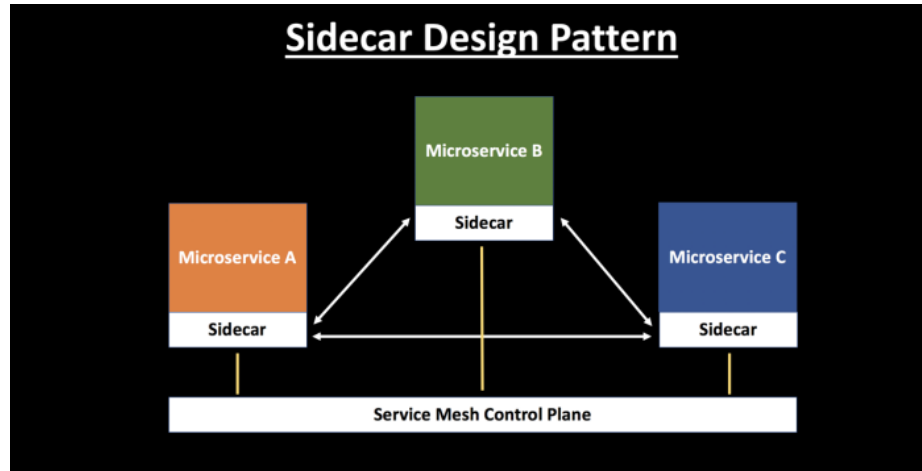 Sidecar Design Pattern
Microservice B
Sidecar
Microservice A
Sidecar
Microservice C
Sidecar
Service Mesh Control Plane